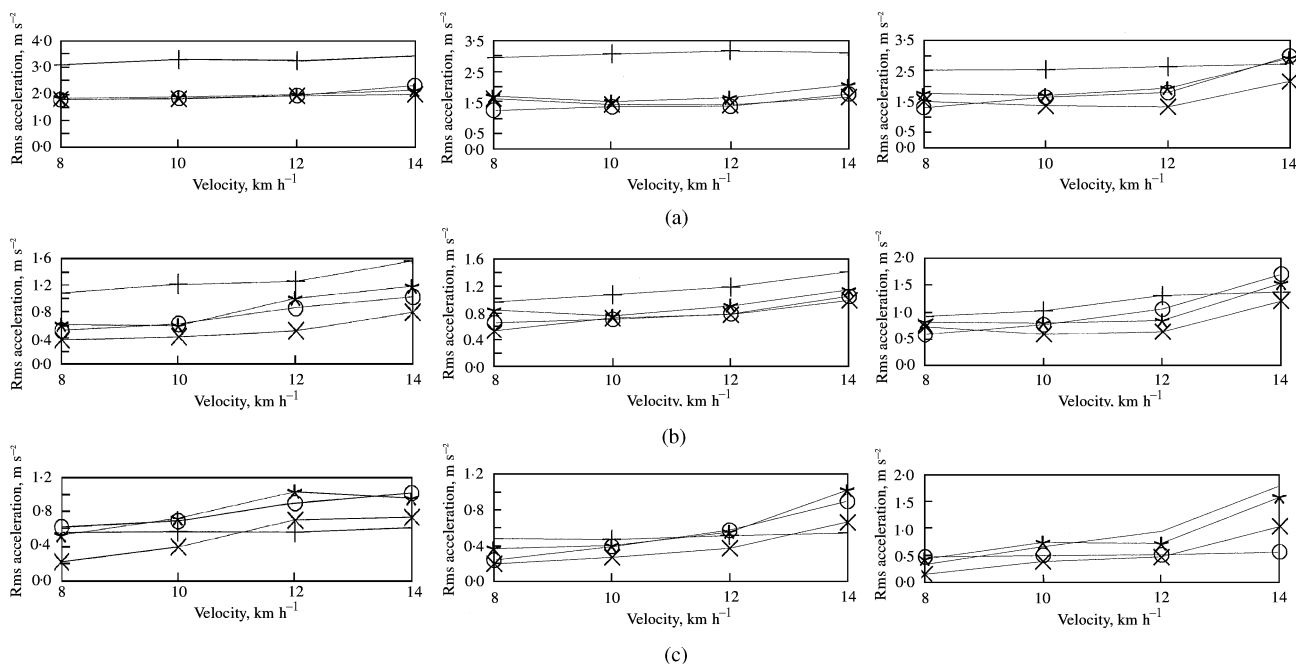 Rms acceleration, m s⁻²
4·0
3·0
2·0
1·0
0·0
8 10 12 14
Velocity, km h⁻¹
Rms acceleration, m s⁻²
3·5
2·5
1·5
0·5
0·0
8 10 12 14
Velocity, km h⁻¹
Rms acceleration, m s⁻²
3·5
2·5
1·5
0·5
0·0
8 10 12 14
Velocity, km h⁻¹
(a)
Rms acceleration, m s⁻²
1·6
1·2
0·8
0·4
0·0
8 10 12 14
Velocity, km h⁻¹
Rms acceleration, m s⁻²
1·6
1·2
0·8
0·4
0·0
8 10 12 14
Velocity, km h⁻¹
Rms acceleration, m s⁻²
2·0
1·5
1·0
0·5
0·0
8 10 12 14
Velocity, km h⁻¹
(b)
Rms acceleration, m s⁻²
1·2
0·8
0·4
0·0
8 10 12 14
Velocity, km h⁻¹
Rms acceleration, m s⁻²
1·2
0·8
0·4
0·0
8 10 12 14
Velocity, km h⁻¹
Rms acceleration, m s⁻²
2·0
1·5
1·0
0·5
0·0
8 10 12 14
Velocity, km h⁻¹
(c)